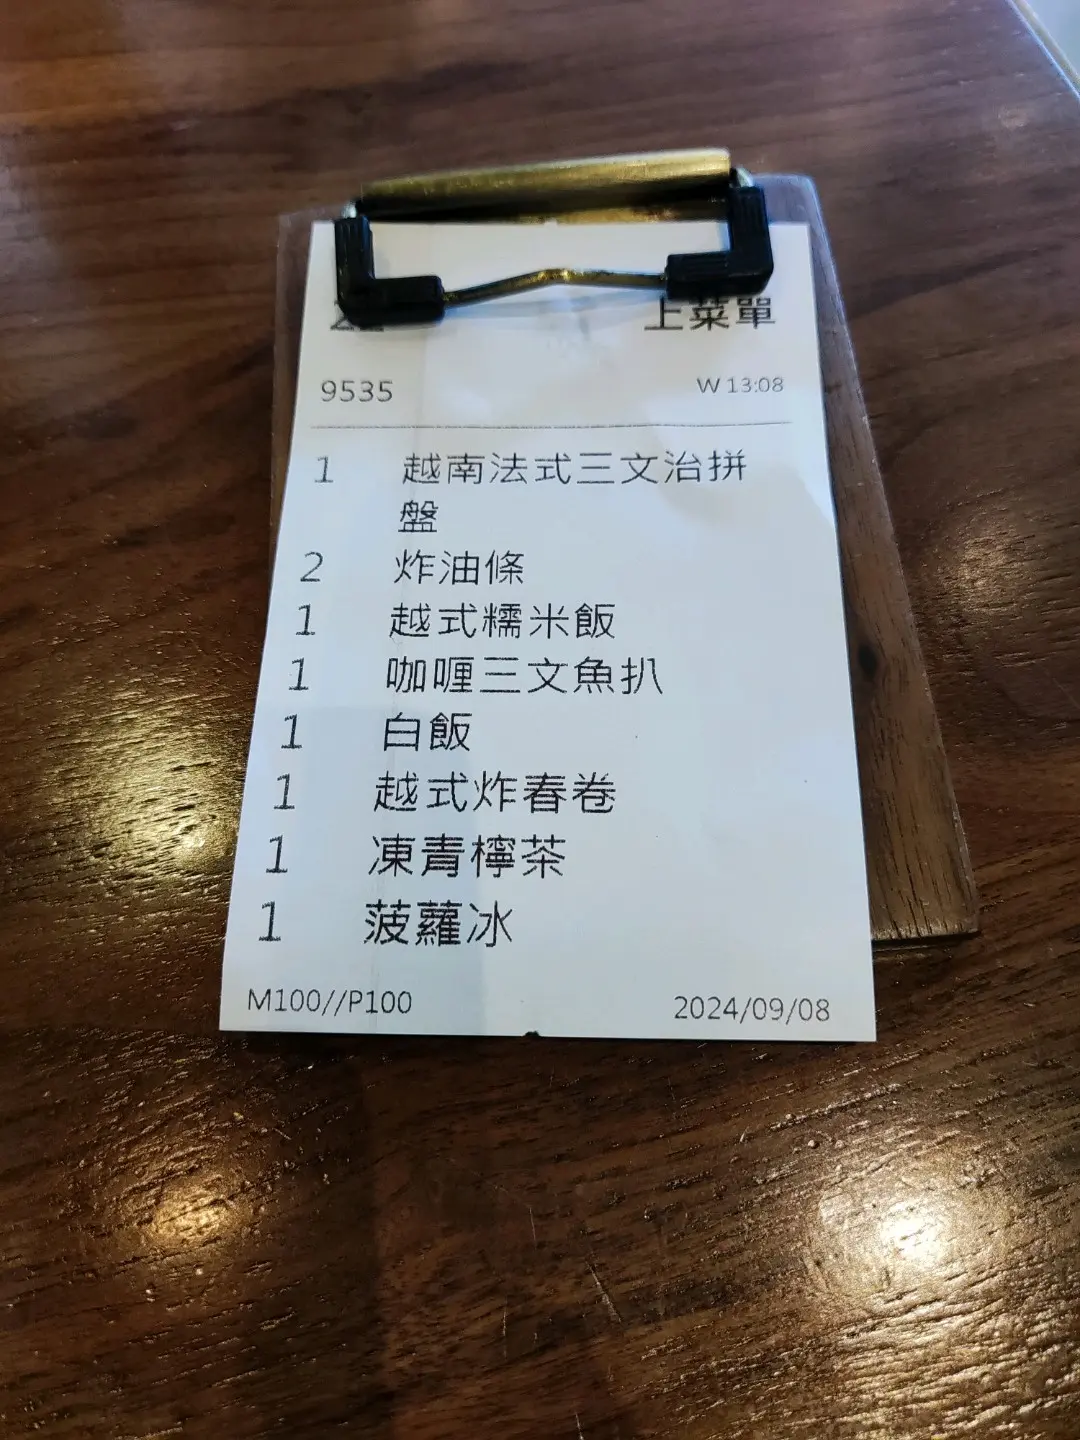 上菜單
9535 W 13:08
1 越南法式三文治拼
盤
2 炸油條
1 越式糯米飯
1 咖喱三文魚扒
1 白飯
1 越式炸春卷
1 凍青檸茶
1 菠蘿冰
M100//P100 2024/09/08